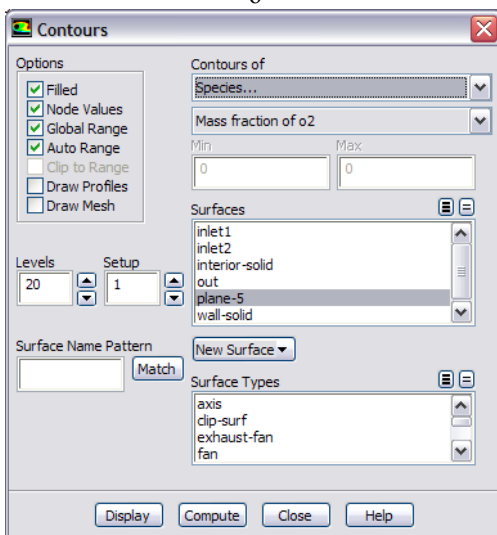 Contours
Options
Filled
Node Values
Global Range
Auto Range
Clip to Range
Draw Profiles
Draw Mesh
Levels
Setup
20
1
Surface Name Pattern
Match
Contours of
Species...
Mass fraction of o2
Min
Max
0
0
Surfaces
inlet1
inlet2
interior-solid
out
plane-5
wall-solid
New Surface
Surface Types
axis
clip-surf
exhaust-fan
fan
Display
Compute
Close
Help